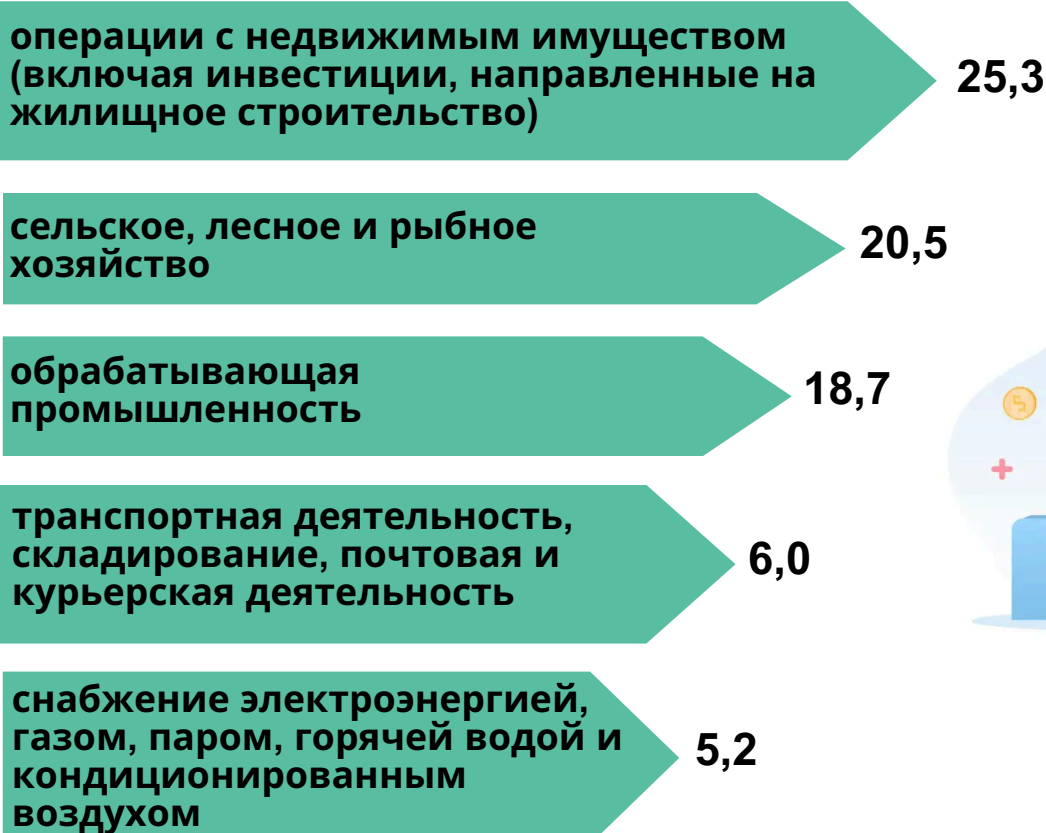 операции с недвижимым имуществом
(включая инвестиции, направленные на
жилищное строительство)
25,3
сельское, лесное и рыбное
хозяйство
20,5
обрабатывающая
промышленность
18,7
транспортная деятельность,
складирование, почтовая и
курьерская деятельность
6,0
снабжение электроэнергией,
газом, паром, горячей водой и
кондиционированным
воздухом
5,2